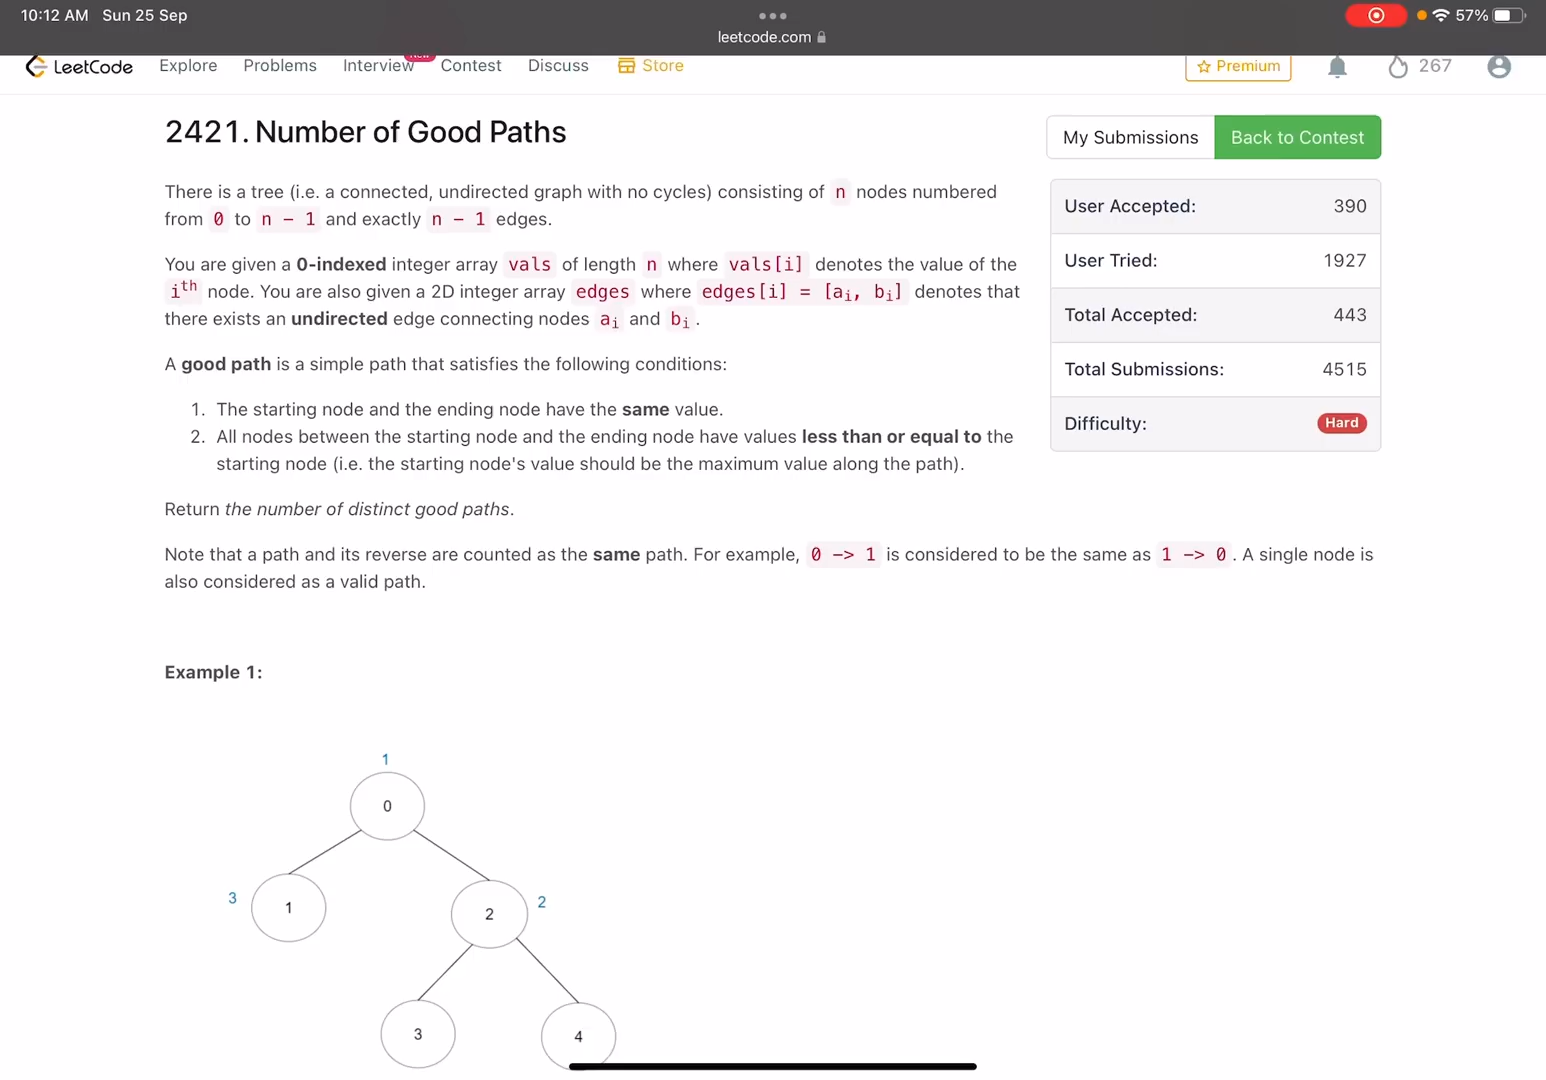 10:12 AM Sun 25 Sep
57%
leetcode.com
LeetCode Explore Problems Interview New Contest Discuss Store Premium 267
2421. Number of Good Paths
My Submissions Back to Contest
There is a tree (i.e. a connected, undirected graph with no cycles) consisting of n nodes numbered
from 0 to n - 1 and exactly n - 1 edges.
You are given a 0-indexed integer array vals of length n where vals[i] denotes the value of the
iᵗʰ node. You are also given a 2D integer array edges where edges[i] = [aᵢ, bᵢ] denotes that
there exists an undirected edge connecting nodes aᵢ and bᵢ.
A good path is a simple path that satisfies the following conditions:
1. The starting node and the ending node have the same value.
2. All nodes between the starting node and the ending node have values less than or equal to the
starting node (i.e. the starting node's value should be the maximum value along the path).
Return the number of distinct good paths.
User Accepted: 390
User Tried: 1927
Total Accepted: 443
Total Submissions: 4515
Difficulty: Hard
Note that a path and its reverse are counted as the same path. For example, 0 -> 1 is considered to be the same as 1 -> 0. A single node is
also considered as a valid path.
Example 1:
1
0
3 1 2 2
3 4